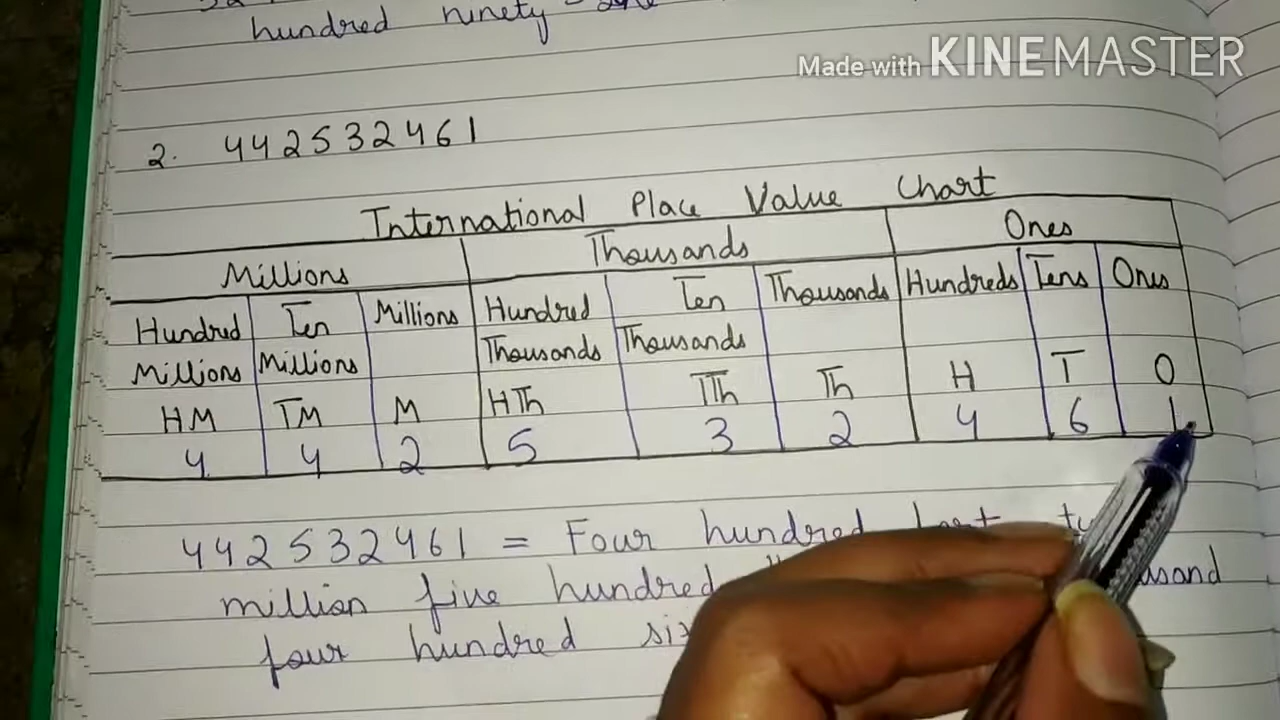 hundred ninety
Made with KINEMASTER
2. 442532461
International Place Value Chart
Millions Thousands Ones
Hundred Millions Ten Millions Millions Hundred Thousands Ten Thousands Thousands Hundreds Tens Ones
HM TM M HTh TTh Th H T O
4 4 2 5 3 2 4 6 1
442532461 = Four hundred
million five hundred
four hundred